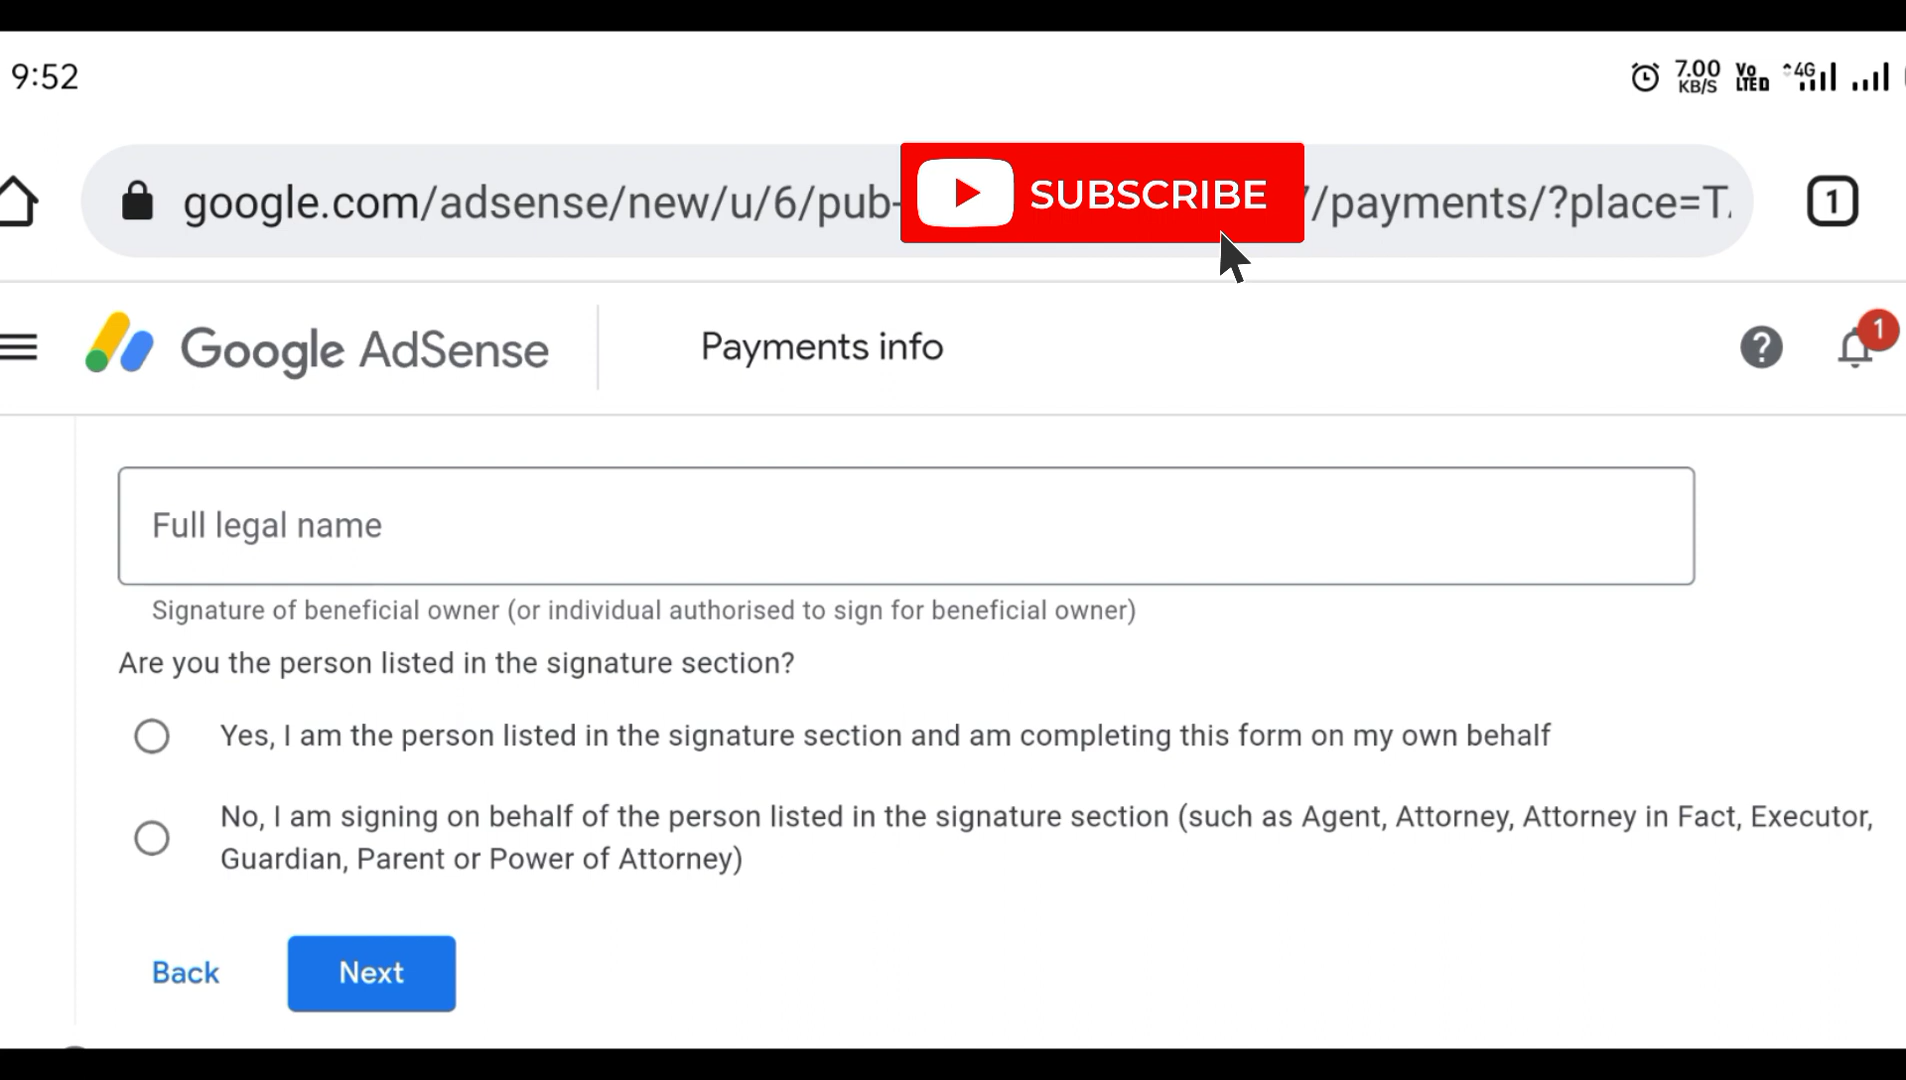 9:52
7.00
KB/S
Vo
LTED
4G
google.com/adsense/new/u/6/pub-
SUBSCRIBE
/payments/?place=T
1
Google AdSense
Payments info
1
Full legal name
Signature of beneficial owner (or individual authorised to sign for beneficial owner)
Are you the person listed in the signature section?
Yes, I am the person listed in the signature section and am completing this form on my own behalf
No, I am signing on behalf of the person listed in the signature section (such as Agent, Attorney, Attorney in Fact, Executor,
Guardian, Parent or Power of Attorney)
Back
Next